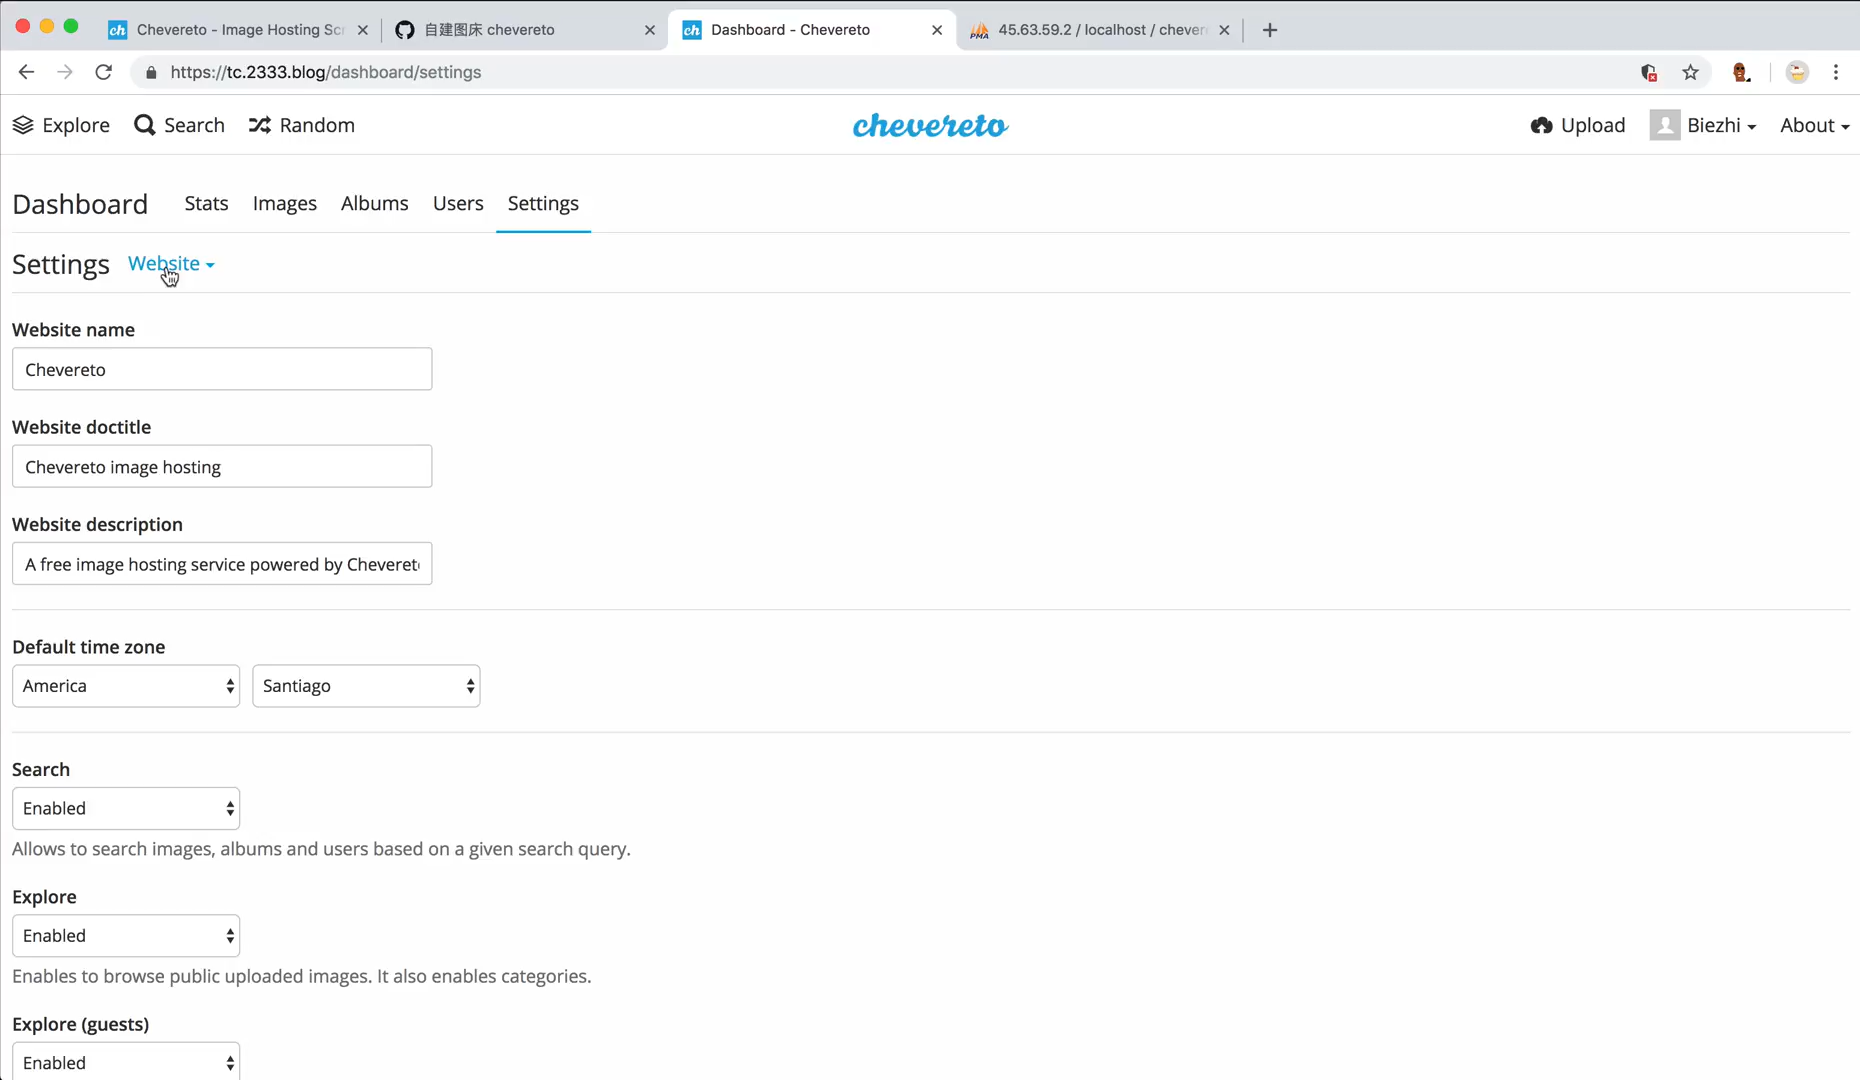 Chevereto - Image Hosting Scr
自建图床 chevereto
Dashboard - Chevereto
45.63.59.2 / localhost / chever
https://tc.2333.blog/dashboard/settings
Explore
Search
Random
chevereto
Upload
Biezhi
About
Dashboard
Stats
Images
Albums
Users
Settings
Settings
Website
Website name
Chevereto
Website doctitle
Chevereto image hosting
Website description
A free image hosting service powered by Chevereto
Default time zone
America
Santiago
Search
Enabled
Allows to search images, albums and users based on a given search query.
Explore
Enabled
Enables to browse public uploaded images. It also enables categories.
Explore (guests)
Enabled